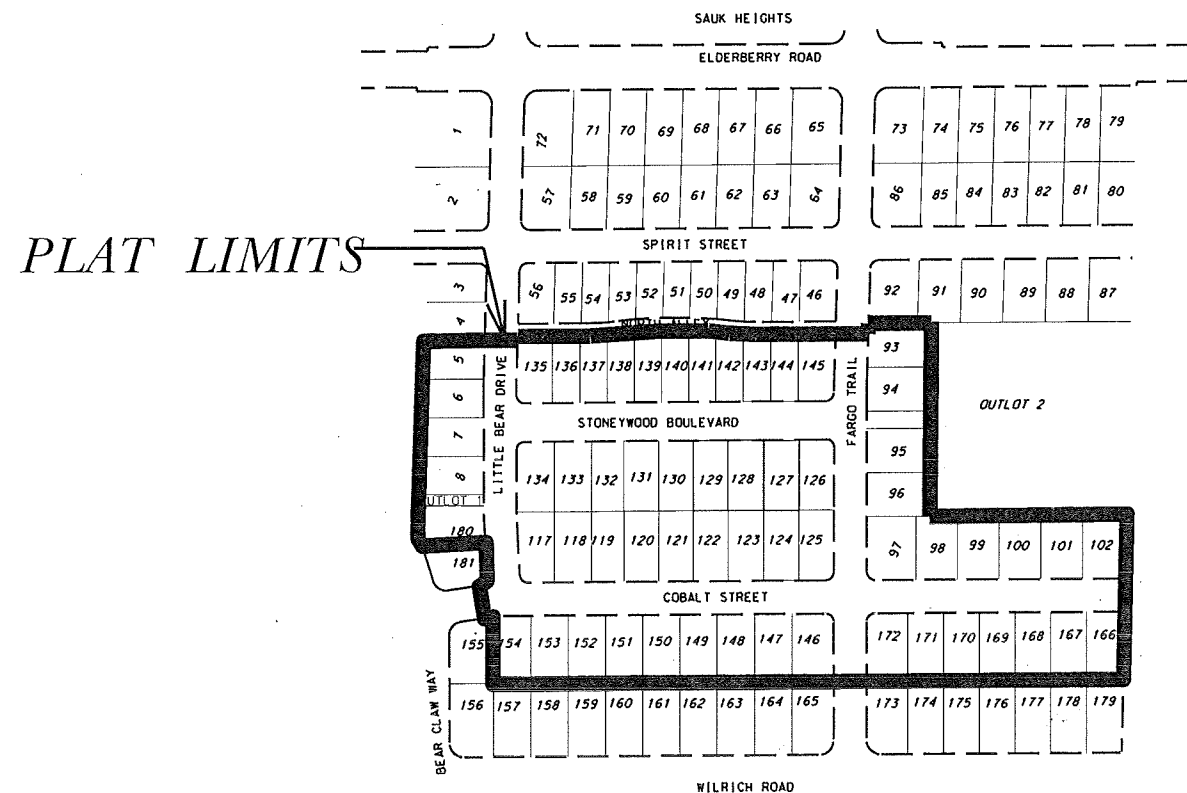 SAUK HEIGHTS
ELDERBERRY ROAD
1 72 71 70 69 68 67 66 65 73 74 75 76 77 78 79
2 57 58 59 60 61 62 63 64 86 85 84 83 82 81 80
SPIRIT STREET
PLAT LIMITS
3 56 55 54 53 52 51 50 49 48 47 46 92 91 90 89 88 87
4
NORTH ALLEY
93
5 135 136 137 138 139 140 141 142 143 144 145
LITTLE BEAR DRIVE
FARGO TRAIL
94
6
OUTLOT 2
STONEYWOOD BOULEVARD
7
95
8 134 133 132 131 130 129 128 127 126
96
UTLOT 1
180 117 118 119 120 121 122 123 124 125 97 98 99 100 101 102
181
COBALT STREET
155 154 153 152 151 150 149 148 147 146 172 171 170 169 168 167 166
BEAR CLAW WAY
156 157 158 159 160 161 162 163 164 165 173 174 175 176 177 178 179
WILRICH ROAD